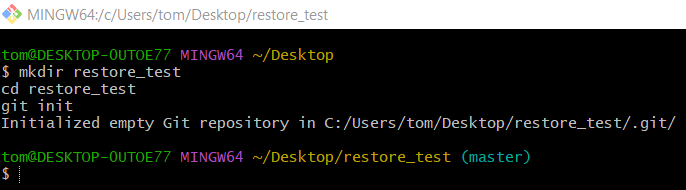 MINGW64:/c/Users/tom/Desktop/restore_test
tom@DESKTOP-OUTOE77 MINGW64 ~/Desktop
$ mkdir restore_test
cd restore_test
git init
Initialized empty Git repository in C:/Users/tom/Desktop/restore_test/.git/
tom@DESKTOP-OUTOE77 MINGW64 ~/Desktop/restore_test (master)
$